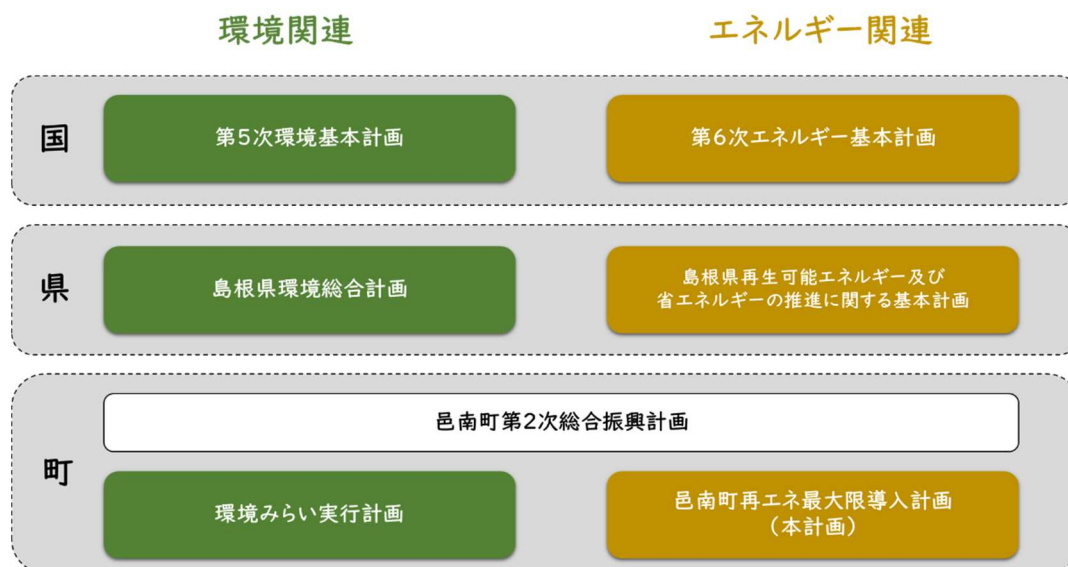 環境関連
エネルギー関連
国
第5次環境基本計画
第6次エネルギー基本計画
県
島根県環境総合計画
島根県再生可能エネルギー及び
省エネルギーの推進に関する基本計画
町
邑南町第2次総合振興計画
環境みらい実行計画
邑南町再エネ最大限導入計画
（本計画）